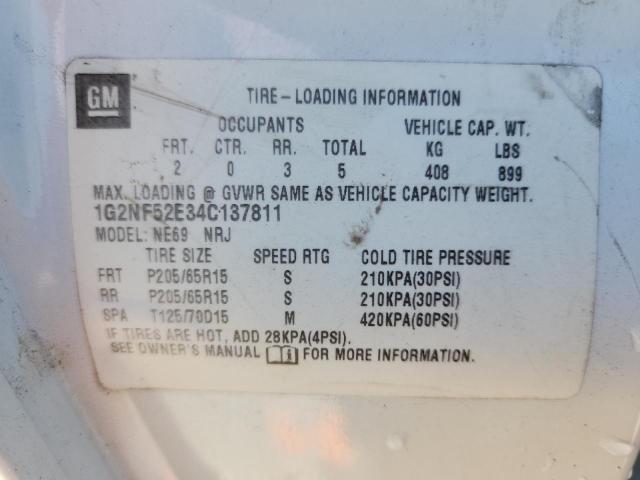 GM
TIRE-LOADING INFORMATION
OCCUPANTS VEHICLE CAP. WT.
FRT. CTR. RR. TOTAL KG LBS
2 0 3 5 408 899
MAX. LOADING @ GVWR SAME AS VEHICLE CAPACITY WEIGHT.
1G2NF52E34C137811
MODEL: NE69 NRJ
TIRE SIZE SPEED RTG COLD TIRE PRESSURE
FRT P205/65R15 S 210KPA(30PSI)
RR P205/65R15 S 210KPA(30PSI)
SPA T125/70D15 M 420KPA(60PSI)
IF TIRES ARE HOT, ADD 28KPA(4PSI).
SEE OWNER'S MANUAL FOR MORE INFORMATION.